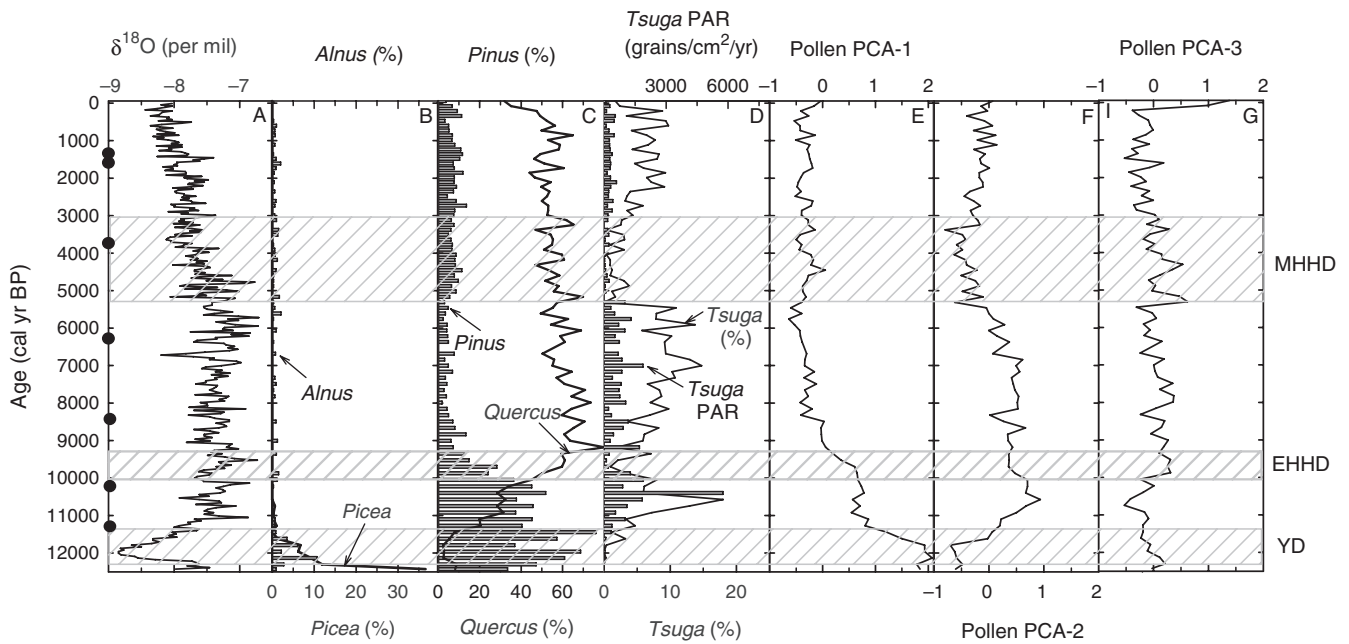 Tsuga PAR
δ18O (per mil) Alnus (%) Pinus (%) (grains/cm2/yr) Pollen PCA-1 Pollen PCA-3
−9 −8 −7 3000 6000 −1 0 1 2 −1 0 1 2
A B C D E F I G
0
1000
2000
3000
4000
5000
6000
7000
8000
9000
10000
11000
12000
Age (cal yr BP)
MHHD
Tsuga
(%)
Pinus
Alnus
Tsuga
PAR
Quercus
EHHD
Picea
YD
0 10 20 30 0 20 40 60 0 10 20 −1 0 1 2
Picea (%) Quercus (%) Tsuga (%) Pollen PCA-2